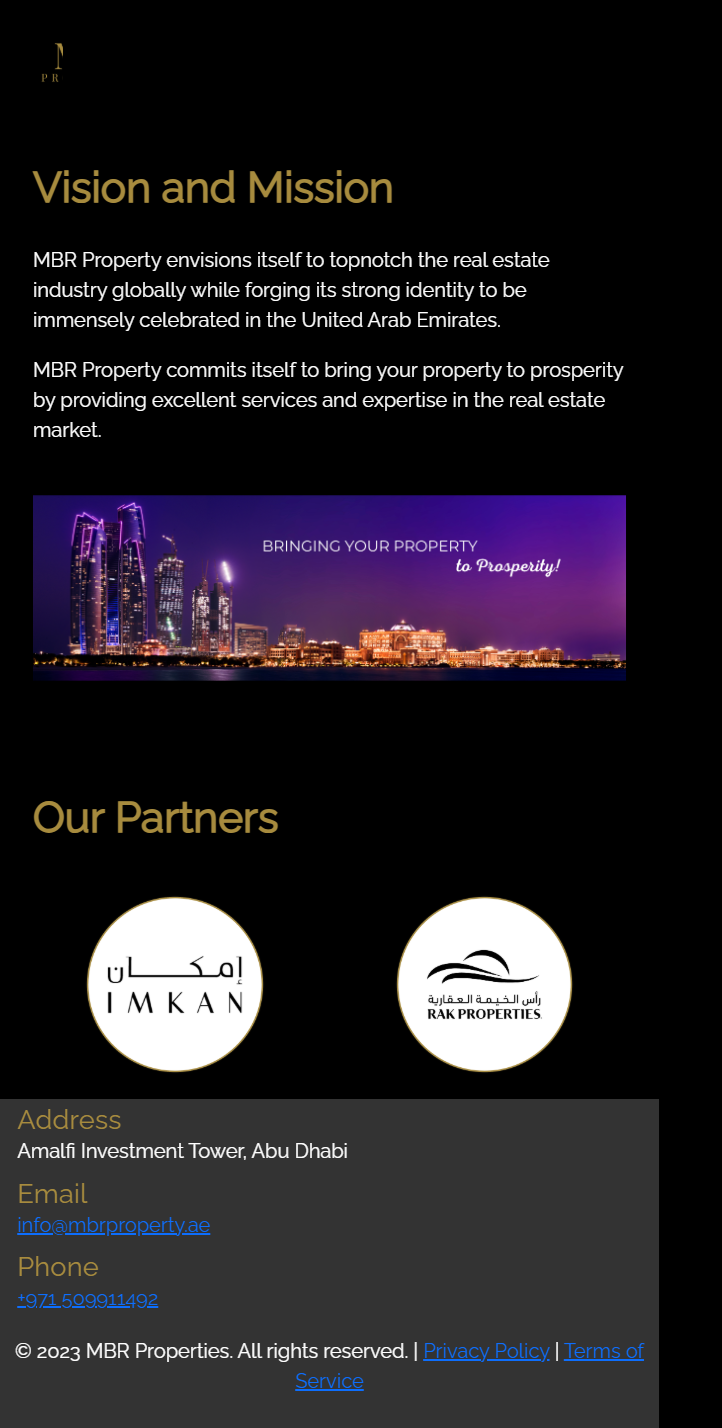 PR
Vision and Mission
MBR Property envisions itself to topnotch the real estate
industry globally while forging its strong identity to be
immensely celebrated in the United Arab Emirates.
MBR Property commits itself to bring your property to prosperity
by providing excellent services and expertise in the real estate
market.
BRINGING YOUR PROPERTY
to Prosperity!
Our Partners
إمكان
IMKAN
رأس الخيمة العقارية
RAK PROPERTIES
Address
Amalfi Investment Tower, Abu Dhabi
Email
info@mbrproperty.ae
Phone
+971 509911492
© 2023 MBR Properties. All rights reserved. | Privacy Policy | Terms of
Service